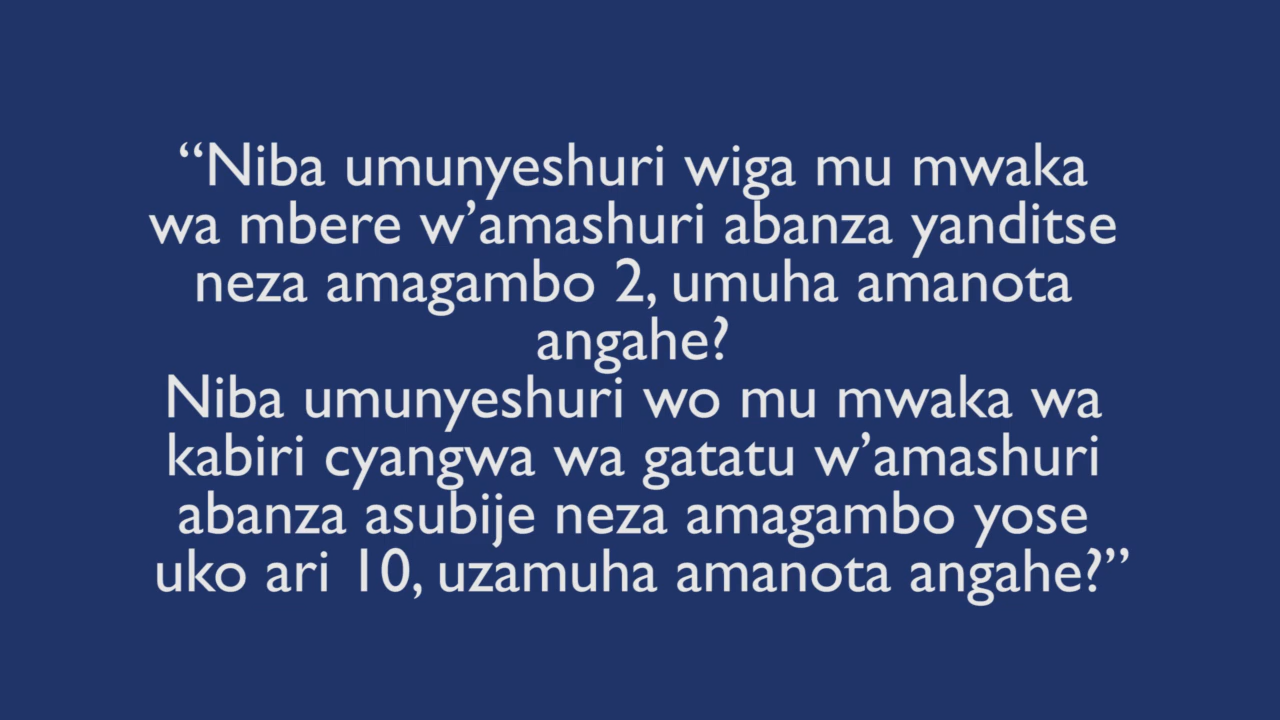 “Niba umunyeshuri wiga mu mwaka
wa mbere w’amashuri abanza yanditse
neza amagambo 2, umuha amanota
angahe?
Niba umunyeshuri wo mu mwaka wa
kabiri cyangwa wa gatatu w’amashuri
abanza asubije neza amagambo yose
uko ari 10, uzamuha amanota angahe?”